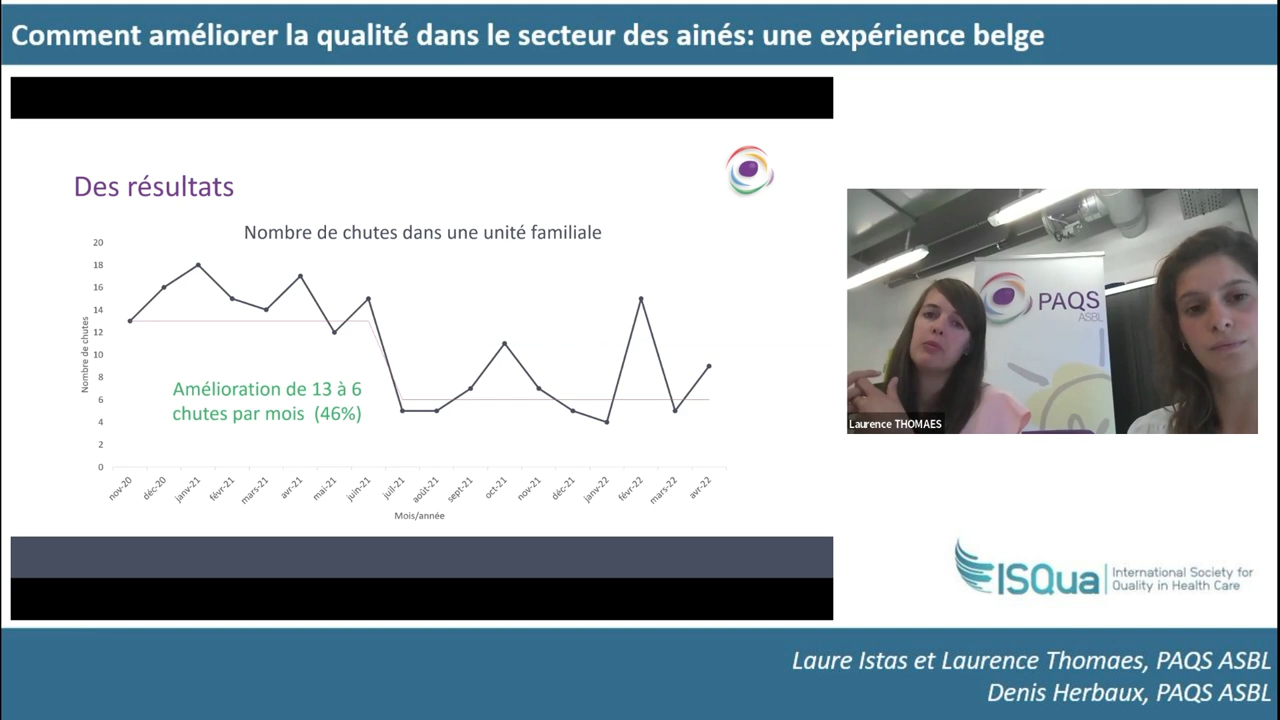 Comment améliorer la qualité dans le secteur des ainés: une expérience belge
Des résultats
Nombre de chutes dans une unité familiale
Nombre de chutes
20
18
16
14
12
10
8
6
4
2
0
Amélioration de 13 à 6
chutes par mois (46%)
nov-20
déc-20
janv-21
févr-21
mars-21
avr-21
mai-21
juin-21
juil-21
août-21
sept-21
oct-21
nov-21
déc-21
janv-22
févr-22
mars-22
avr-22
Mois/année
PAQS
ASBL
Laurence THOMAES
ISQua
International Society for
Quality in Health Care
Laure Istas et Laurence Thomaes, PAQS ASBL
Denis Herbaux, PAQS ASBL